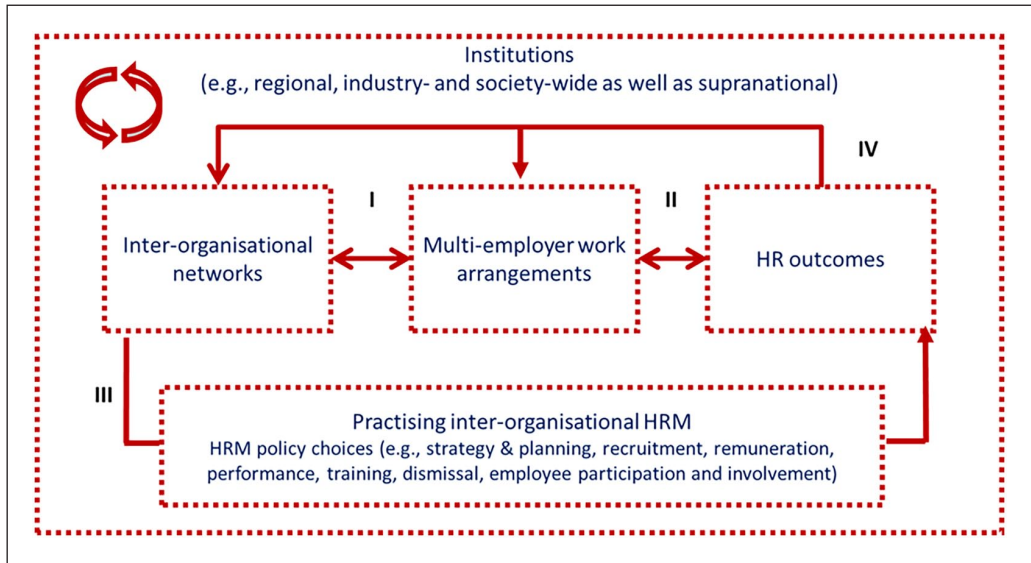 Institutions
(e.g., regional, industry- and society-wide as well as supranational)
IV
I
II
Inter-organisational
networks
Multi-employer work
arrangements
HR outcomes
III
Practising inter-organisational HRM
HRM policy choices (e.g., strategy & planning, recruitment, remuneration,
performance, training, dismissal, employee participation and involvement)